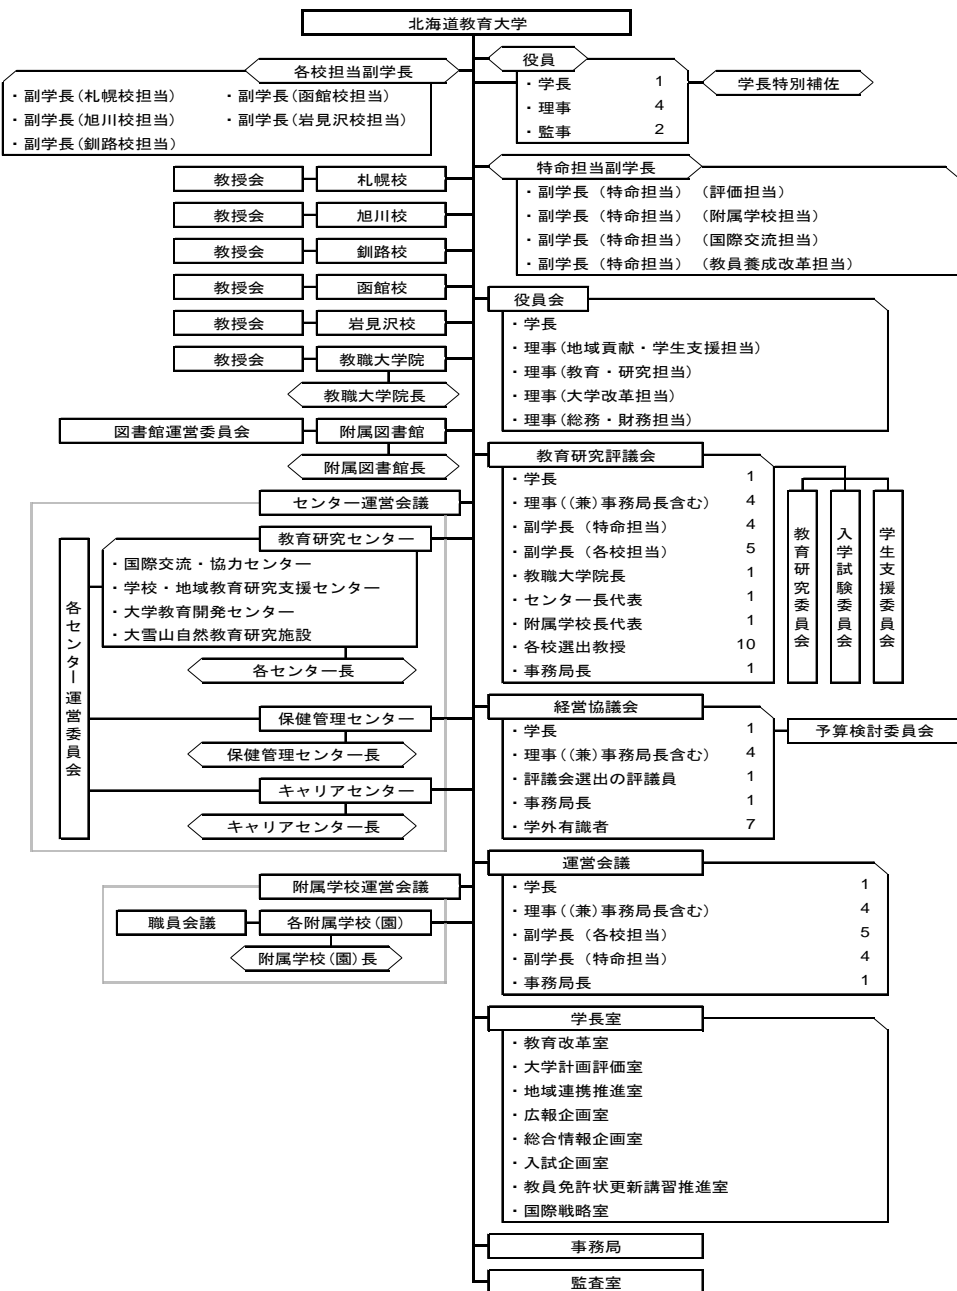 北海道教育大学
各校担当副学長
・副学長(札幌校担当) ・副学長(函館校担当)
・副学長(旭川校担当) ・副学長(岩見沢校担当)
・副学長(釧路校担当)
役員
・学長 1
・理事 4
・監事 2
学長特別補佐
特命担当副学長
・副学長(特命担当)(評価担当)
・副学長(特命担当)(附属学校担当)
・副学長(特命担当)(国際交流担当)
・副学長(特命担当)(教員養成改革担当)
教授会 札幌校
教授会 旭川校
教授会 釧路校
教授会 函館校
教授会 岩見沢校
教授会 教職大学院
教職大学院長
図書館運営委員会 附属図書館
附属図書館長
役員会
・学長
・理事(地域貢献・学生支援担当)
・理事(教育・研究担当)
・理事(大学改革担当)
・理事(総務・財務担当)
教育研究評議会
・学長 1
・理事((兼)事務局長含む) 4
・副学長(特命担当) 4
・副学長(各校担当) 5
・教職大学院長 1
・センター長代表 1
・附属学校長代表 1
・各校選出教授 10
・事務局長 1
教育研究委員会
入学試験委員会
学生支援委員会
センター運営会議
教育研究センター
・国際交流・協力センター
・学校・地域教育研究支援センター
・大学教育開発センター
・大雪山自然教育研究施設
各センター長
各センター運営委員会
保健管理センター
保健管理センター長
キャリアセンター
キャリアセンター長
経営協議会
・学長 1
・理事((兼)事務局長含む) 4
・評議会選出の評議員 1
・事務局長 1
・学外有識者 7
予算検討委員会
附属学校運営会議
職員会議 各附属学校(園)
附属学校(園)長
運営会議
・学長 1
・理事((兼)事務局長含む) 4
・副学長(各校担当) 5
・副学長(特命担当) 4
・事務局長 1
学長室
・教育改革室
・大学計画評価室
・地域連携推進室
・広報企画室
・総合情報企画室
・入試企画室
・教員免許状更新講習推進室
・国際戦略室
事務局
監査室